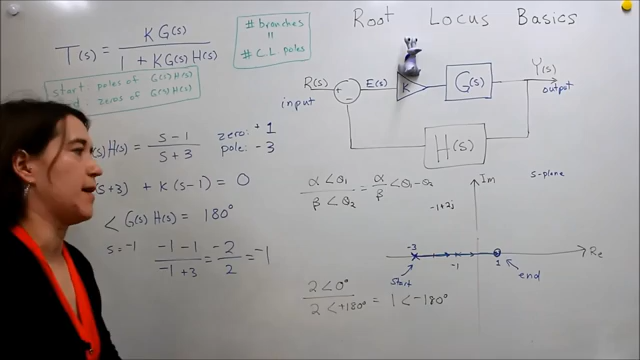 Root Locus Basics
T(s) = KG(s) / 1 + KG(s)H(s)
# branches
=
# C.L poles
start: poles of G(s)H(s)
zeros of G(s)H(s)
R(s)
input
+
−
E(s)
K
G(s)
Y(s)
output
H(s)
H(s) = s-1 / s+3
zero: +1
pole: -3
s+3) + K(s-1) = 0
< G(s)H(s) = 180°
s=-1
-1-1 / -1+3 = -2 / 2 = -1
α<θ1 / β<θ2 = α / β <θ1-θ2
Im
s-plane
-1+2j
-3
-1
1
Re
start
end
2<0° / 2<+180° = 1<-180°